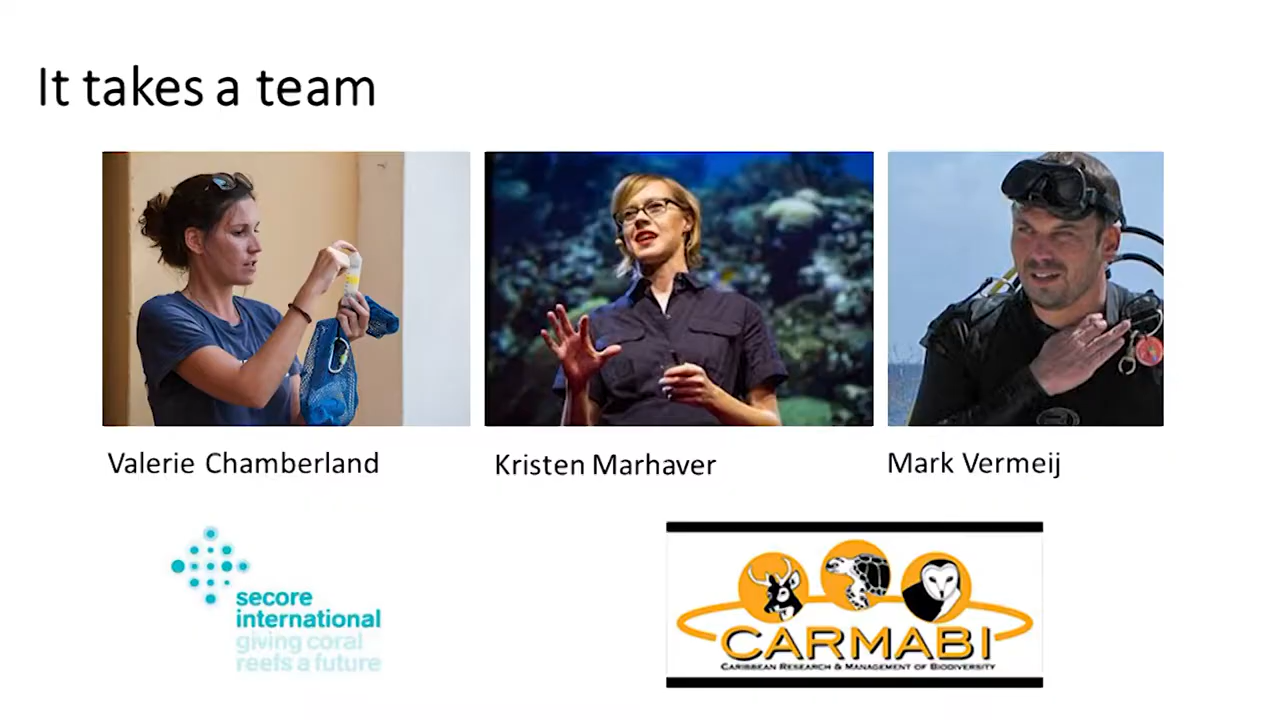 It takes a team
Valerie Chamberland
Kristen Marhaver
Mark Vermeij
secore
international
giving coral
reefs a future
CARMABI
CARIBBEAN RESEARCH & MANAGEMENT OF BIODIVERSITY